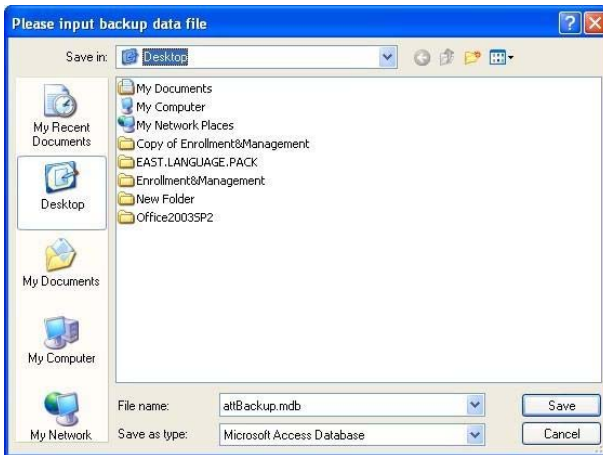 Please input backup data file
Save in:
Desktop
My Recent
Documents
Desktop
My Documents
My Computer
My Network
My Documents
My Computer
My Network Places
Copy of Enrollment&Management
EAST.LANGUAGE.PACK
Enrollment&Management
New Folder
Office2003SP2
File name:
attBackup.mdb
Save
Save as type:
Microsoft Access Database
Cancel